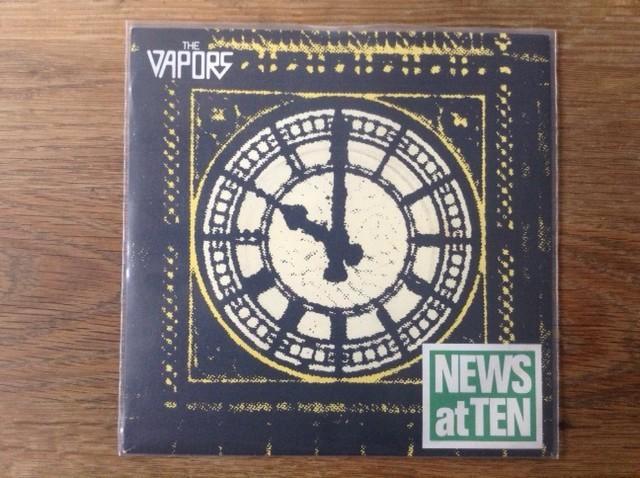 THE
VAPORS
NEWS
at TEN